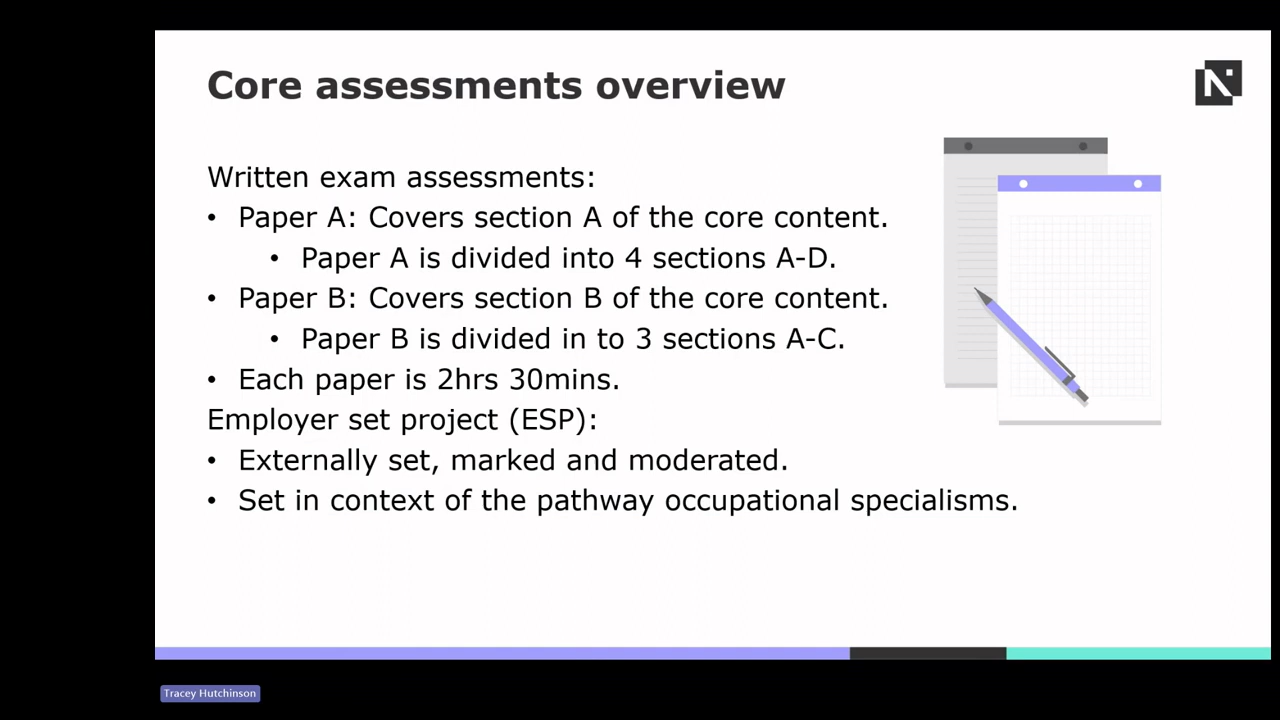 Core assessments overview
Written exam assessments:
• Paper A: Covers section A of the core content.
• Paper A is divided into 4 sections A-D.
• Paper B: Covers section B of the core content.
• Paper B is divided in to 3 sections A-C.
• Each paper is 2hrs 30mins.
Employer set project (ESP):
• Externally set, marked and moderated.
• Set in context of the pathway occupational specialisms.
Tracey Hutchinson